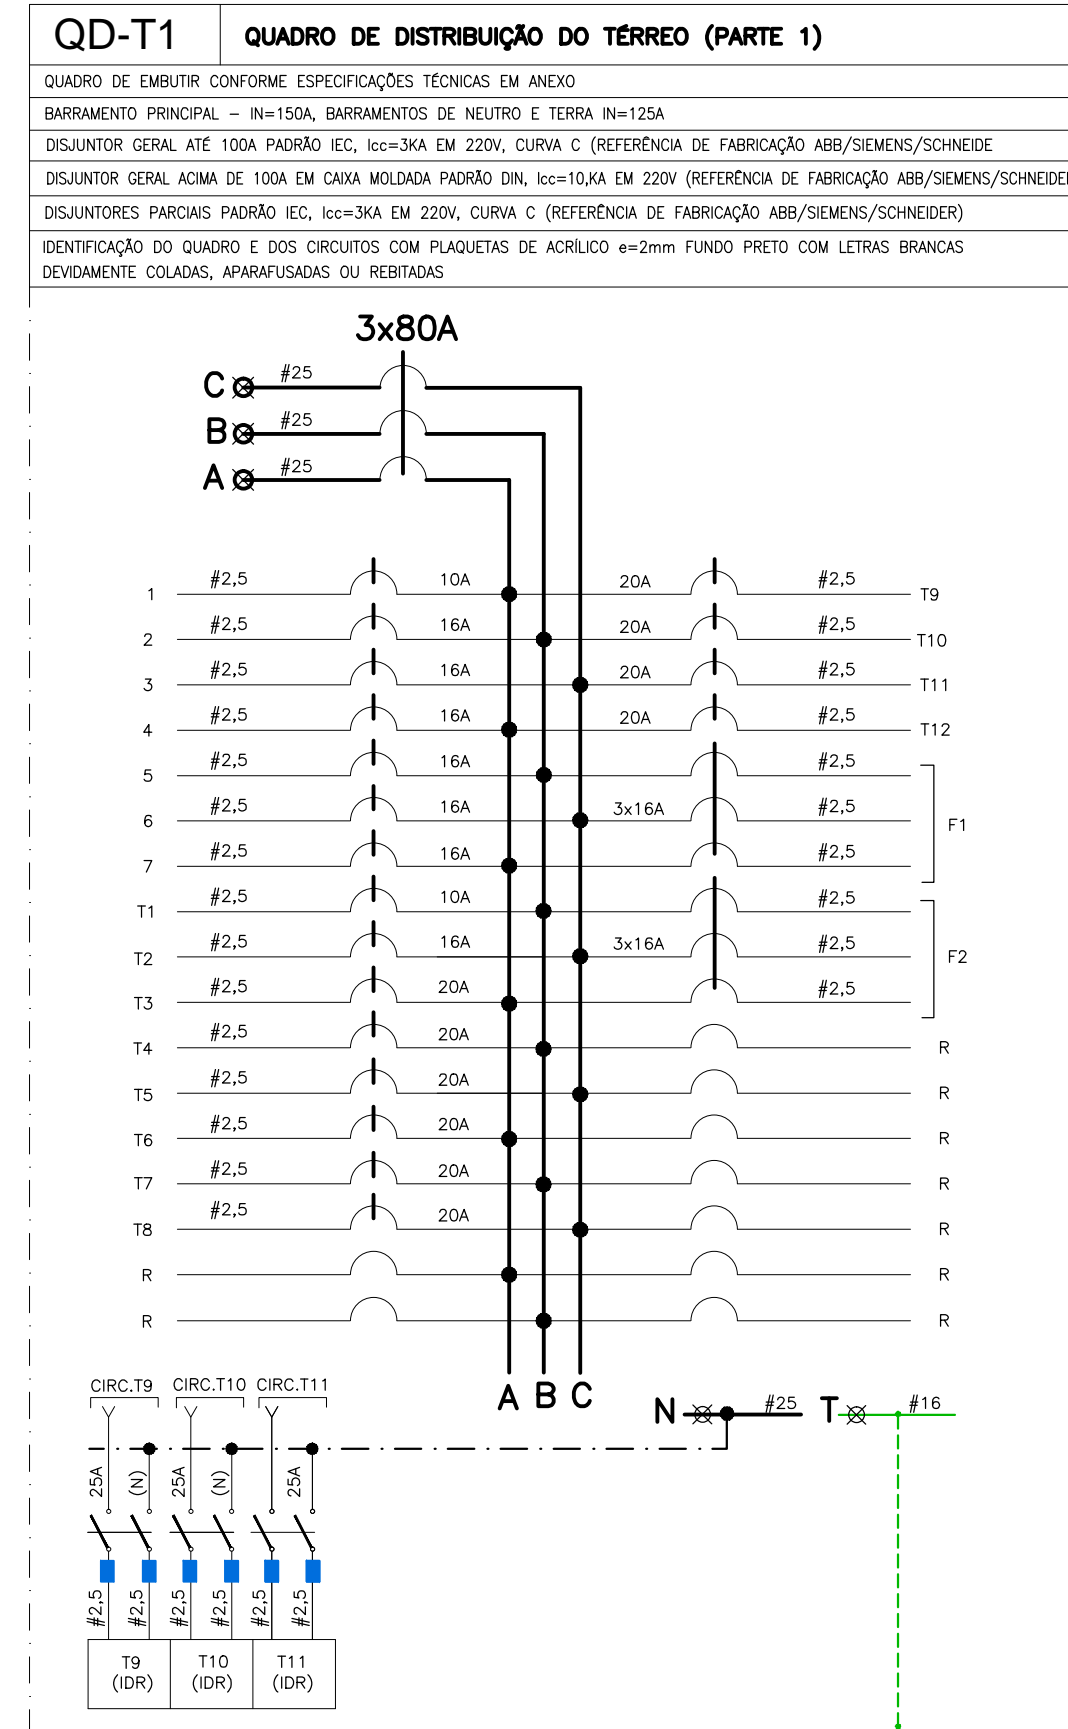 QD-T1
QUADRO DE DISTRIBUIÇÃO DO TÉRREO (PARTE 1)
QUADRO DE EMBUTIR CONFORME ESPECIFICAÇÕES TÉCNICAS EM ANEXO
BARRAMENTO PRINCIPAL – IN=150A, BARRAMENTOS DE NEUTRO E TERRA IN=125A
DISJUNTOR GERAL ATÉ 100A PADRÃO IEC, Icc=3KA EM 220V, CURVA C (REFERÊNCIA DE FABRICAÇÃO ABB/SIEMENS/SCHNEIDE
DISJUNTOR GERAL ACIMA DE 100A EM CAIXA MOLDADA PADRÃO DIN, Icc=10,KA EM 220V (REFERÊNCIA DE FABRICAÇÃO ABB/SIEMENS/SCHNEIDER
DISJUNTORES PARCIAIS PADRÃO IEC, Icc=3KA EM 220V, CURVA C (REFERÊNCIA DE FABRICAÇÃO ABB/SIEMENS/SCHNEIDER)
IDENTIFICAÇÃO DO QUADRO E DOS CIRCUITOS COM PLAQUETAS DE ACRÍLICO e=2mm FUNDO PRETO COM LETRAS BRANCAS
DEVIDAMENTE COLADAS, APARAFUSADAS OU REBITADAS
3x80A
C #25
B #25
A #25
1 #2,5 10A 20A #2,5 T9
2 #2,5 16A 20A #2,5 T10
3 #2,5 16A 20A #2,5 T11
4 #2,5 16A 20A #2,5 T12
5 #2,5 16A #2,5
6 #2,5 16A 3x16A #2,5 F1
7 #2,5 16A #2,5
T1 #2,5 10A #2,5
T2 #2,5 16A 3x16A #2,5 F2
T3 #2,5 20A #2,5
T4 #2,5 20A R
T5 #2,5 20A R
T6 #2,5 20A R
T7 #2,5 20A R
T8 #2,5 20A R
R R
R R
CIRC.T9 CIRC.T10 CIRC.T11
A B C
N #25 T #16
25A (N) 25A (N) 25A
#2,5 #2,5 #2,5 #2,5 #2,5 #2,5
T9 T10 T11
(IDR) (IDR) (IDR)